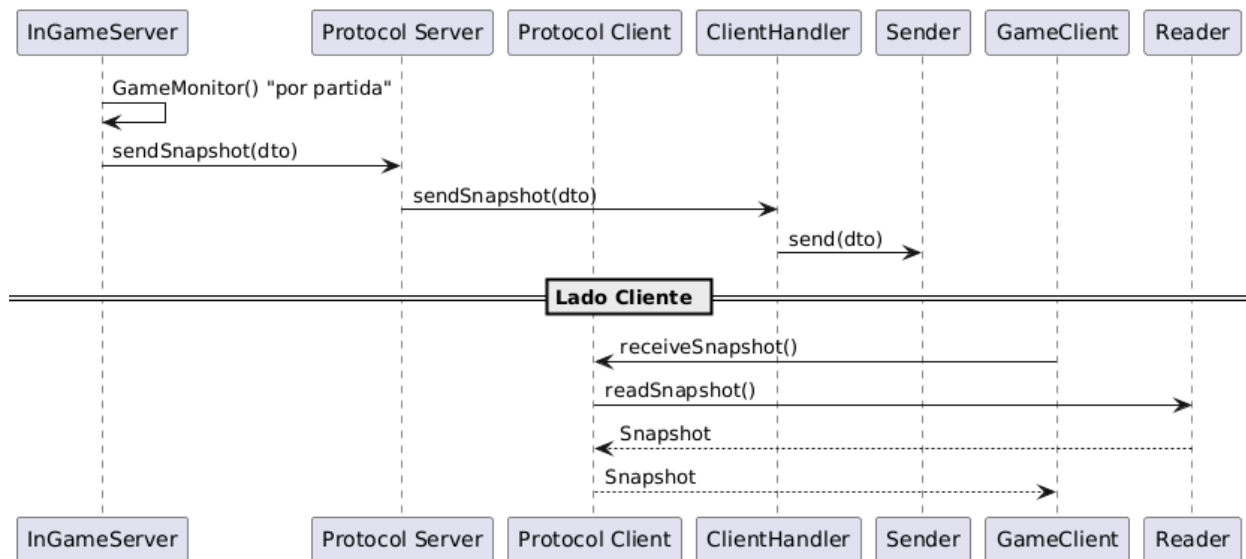 InGameServer
Protocol Server
Protocol Client
ClientHandler
Sender
GameClient
Reader
GameMonitor() "por partida"
sendSnapshot(dto)
sendSnapshot(dto)
send(dto)
Lado Cliente
receiveSnapshot()
readSnapshot()
Snapshot
Snapshot
InGameServer
Protocol Server
Protocol Client
ClientHandler
Sender
GameClient
Reader